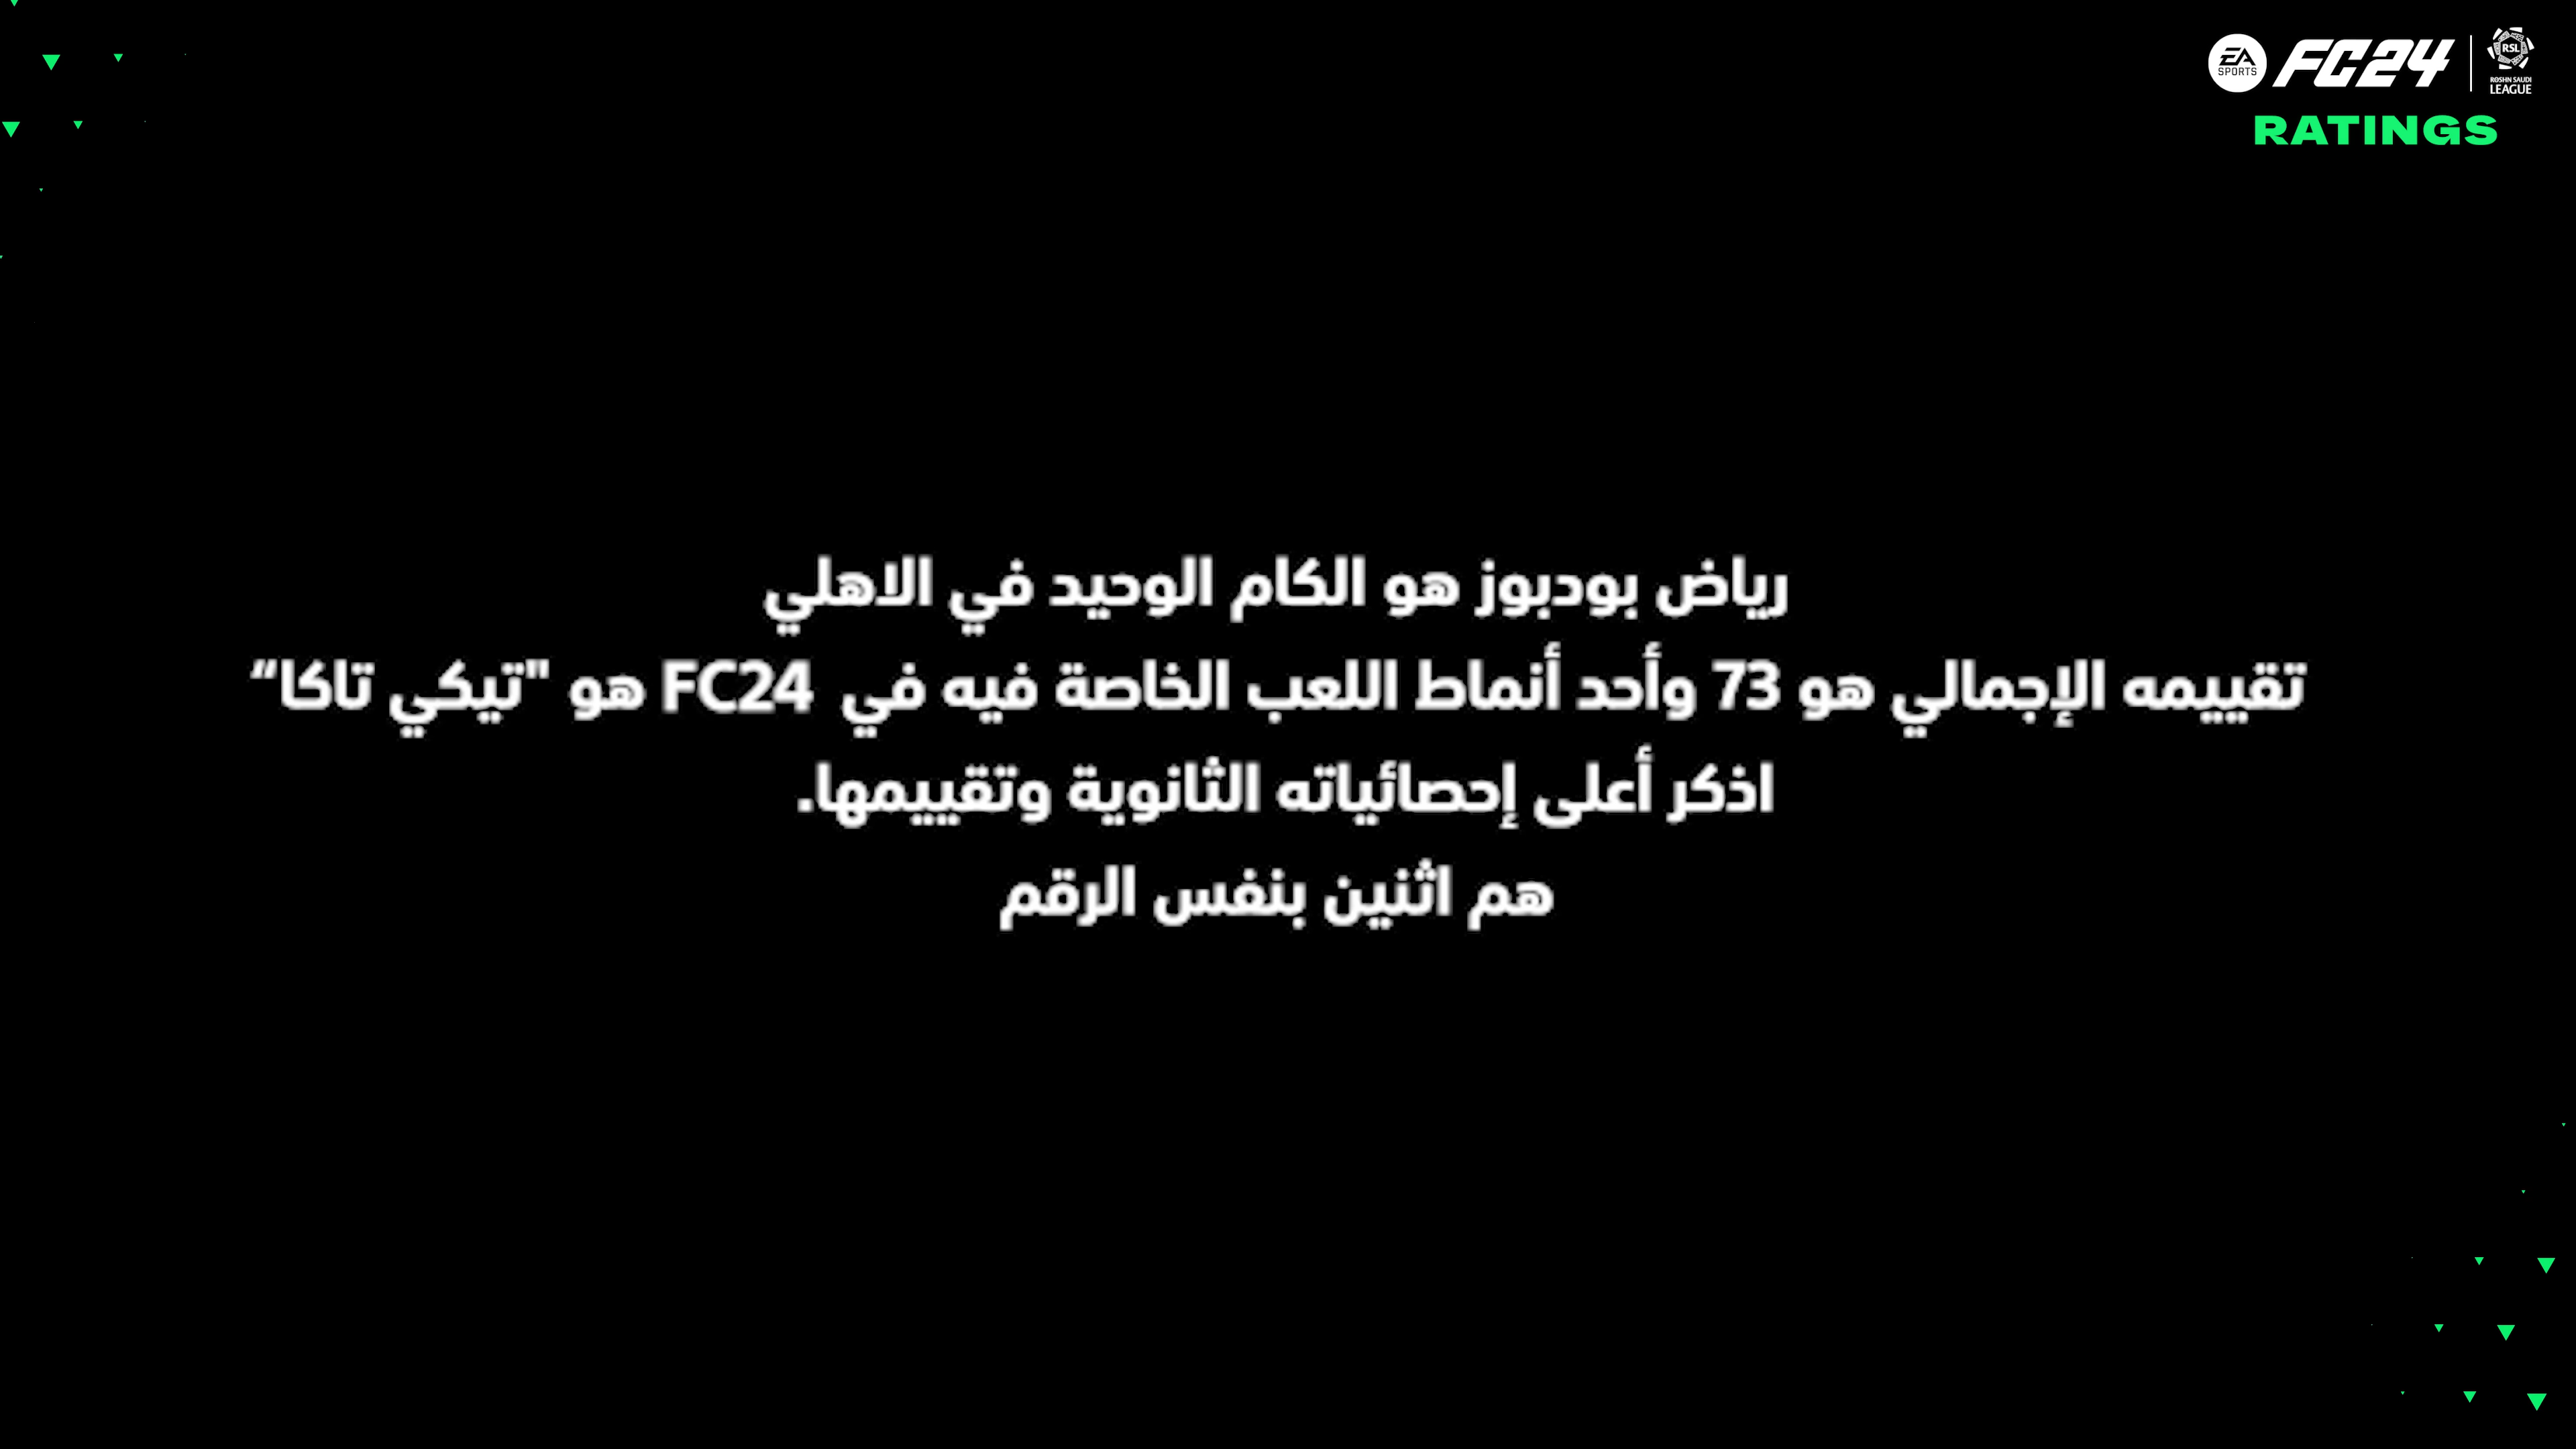 EA SPORTS FC24 RSL ROSHN SAUDI LEAGUE
RATINGS
رياض بودبوز هو الكام الوحيد في الاهلي
تقييمه الإجمالي هو 73 وأحد أنماط اللعب الخاصة فيه في FC24 هو "تيكي تاكا“
اذكر أعلى إحصائياته الثانوية وتقييمها.
هم اثنين بنفس الرقم